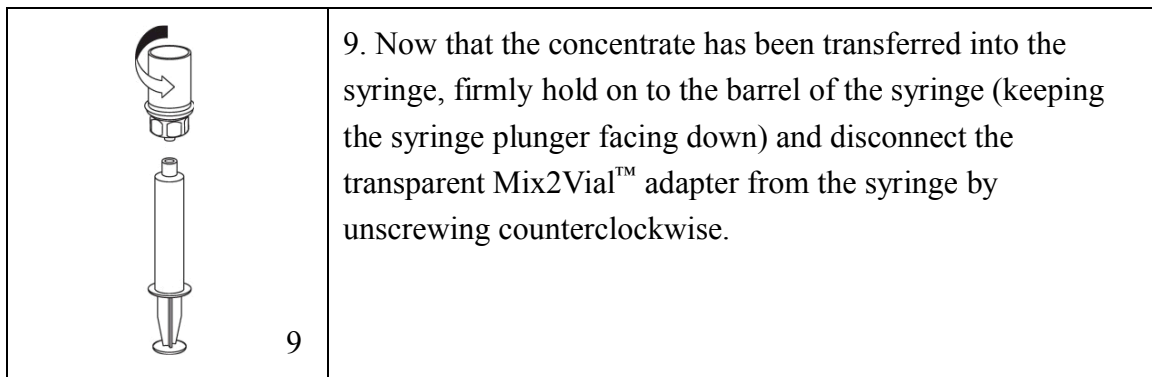 9. Now that the concentrate has been transferred into the
syringe, firmly hold on to the barrel of the syringe (keeping
the syringe plunger facing down) and disconnect the
transparent Mix2Vial™ adapter from the syringe by
unscrewing counterclockwise.
9